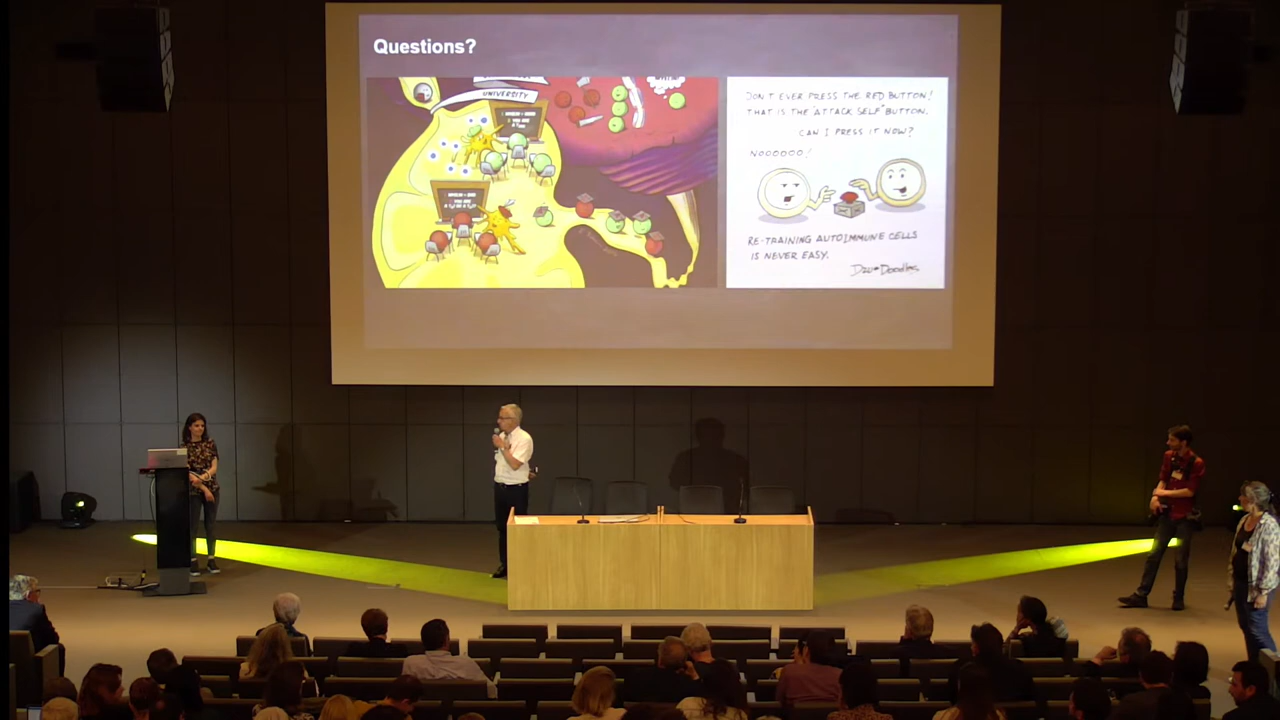 Questions?
UNIVERSITY
DON'T EVER PRESS THE RED BUTTON!
THAT IS THE "ATTACK SELF" BUTTON.
CAN I PRESS IT NOW?
NOOOOOO!
RE-TRAINING AUTOIMMUNE CELLS
IS NEVER EASY.